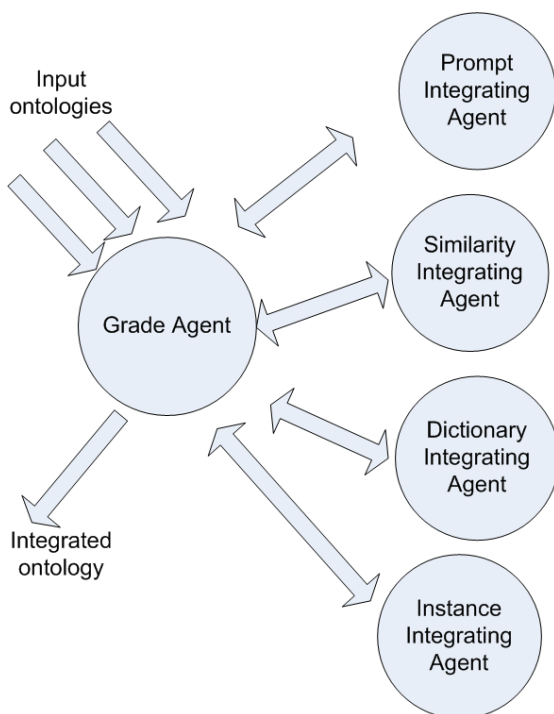 Input
ontologies
Prompt
Integrating
Agent
Similarity
Integrating
Agent
Grade Agent
Dictionary
Integrating
Agent
Integrated
ontology
Instance
Integrating
Agent